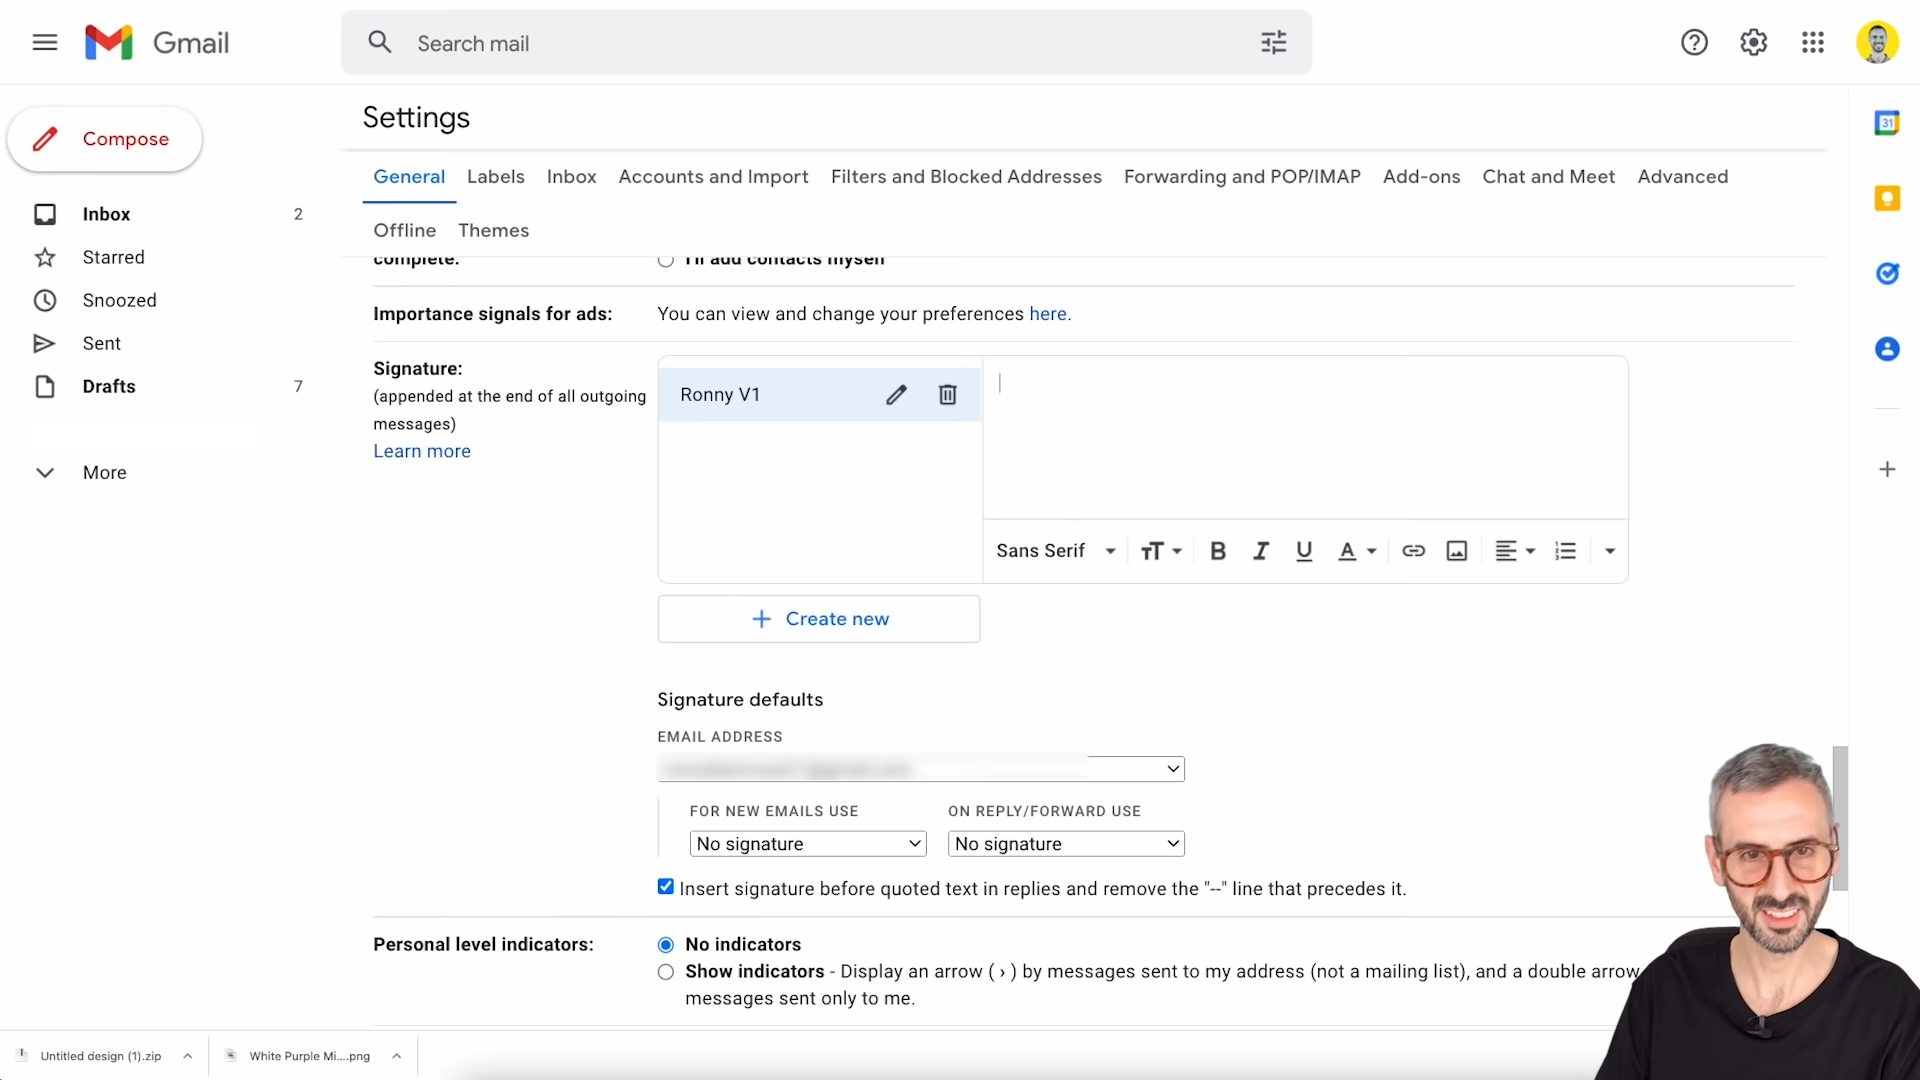 Gmail
Search mail
Compose
Inbox 2
Starred
Snoozed
Sent
Drafts 7
More
Settings
General Labels Inbox Accounts and Import Filters and Blocked Addresses Forwarding and POP/IMAP Add-ons Chat and Meet Advanced
Offline Themes
complete: I'll add contacts myself
Importance signals for ads: You can view and change your preferences here.
Signature:
(appended at the end of all outgoing
messages)
Learn more
Ronny V1
Sans Serif
Create new
Signature defaults
EMAIL ADDRESS
FOR NEW EMAILS USE ON REPLY/FORWARD USE
No signature No signature
Insert signature before quoted text in replies and remove the "--" line that precedes it.
Personal level indicators: No indicators
Show indicators - Display an arrow ( › ) by messages sent to my address (not a mailing list), and a double arrow
messages sent only to me.
Untitled design (1).zip White Purple Mi....png
31